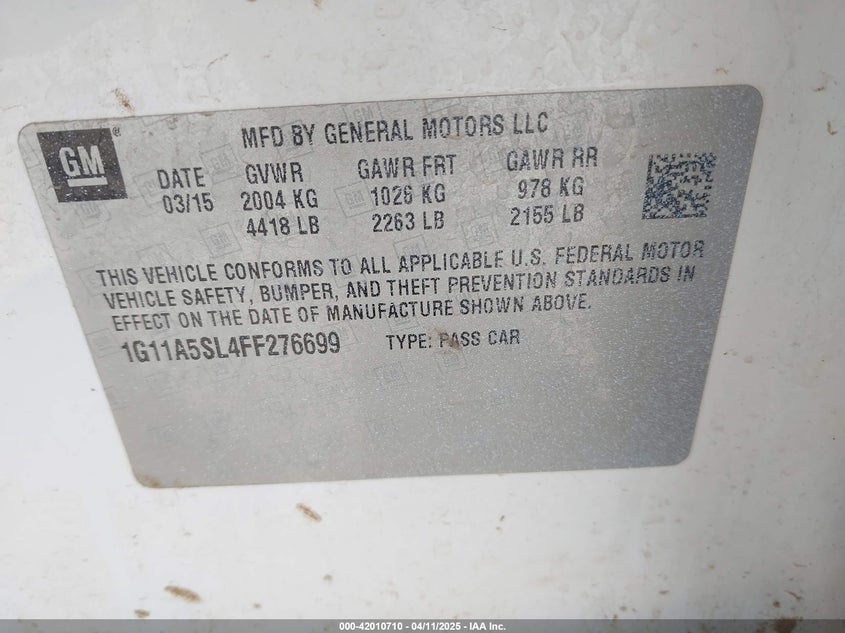 GM ®
MFD BY GENERAL MOTORS LLC
DATE GVWR GAWR FRT GAWR RR
03/15 2004 KG 1026 KG 978 KG
4418 LB 2263 LB 2155 LB
THIS VEHICLE CONFORMS TO ALL APPLICABLE U.S. FEDERAL MOTOR
VEHICLE SAFETY, BUMPER, AND THEFT PREVENTION STANDARDS IN
EFFECT ON THE DATE OF MANUFACTURE SHOWN ABOVE.
1G11A5SL4FF276699 TYPE: PASS CAR
000-42010710 - 04/11/2025 - IAA Inc.